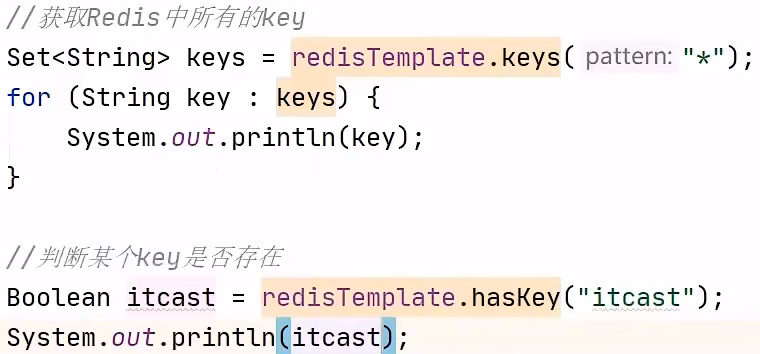 //获取Redis中所有的key
Set<String> keys = redisTemplate.keys( pattern: "*");
for (String key : keys) {
    System.out.println(key);
}
//判断某个key是否存在
Boolean itcast = redisTemplate.hasKey("itcast");
System.out.println(itcast);